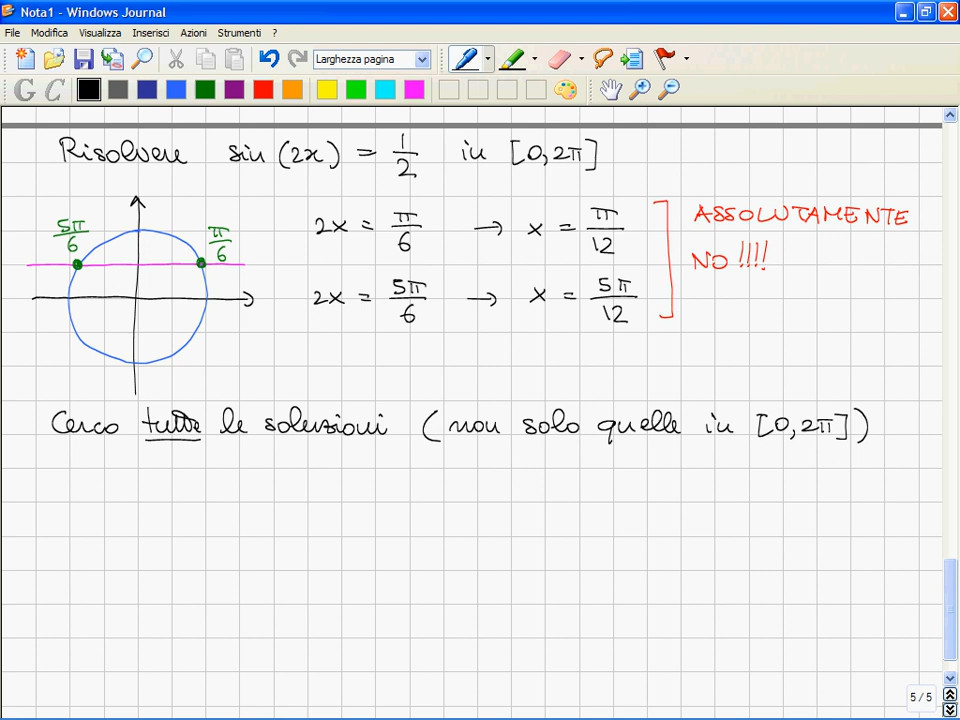 Nota1 - Windows Journal
File Modifica Visualizza Inserisci Azioni Strumenti ?
Larghezza pagina
G C
Risolvere sin (2x) = 1/2 in [0,2π]
5π/6 π/6
2x = π/6 → x = π/12
ASSOLUTAMENTE
NO!!!!
2x = 5π/6 → x = 5π/12
Cerco tutte le soluzioni (non solo quelle in [0,2π])
5 / 5